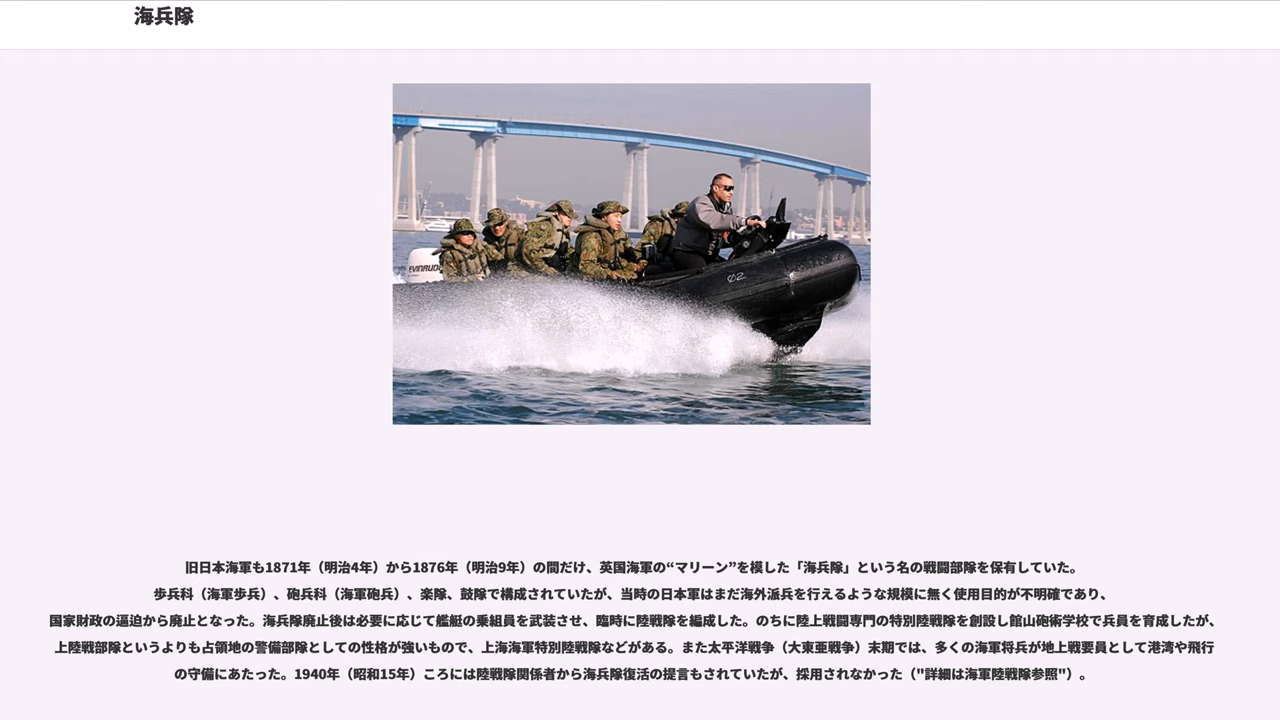 海兵隊
EVINRUDE
02
旧日本海軍も1871年（明治4年）から1876年（明治9年）の間だけ、英国海軍の“マリーン”を模した「海兵隊」という名の戦闘部隊を保有していた。
歩兵科（海軍歩兵）、砲兵科（海軍砲兵）、楽隊、鼓隊で構成されていたが、当時の日本軍はまだ海外派兵を行えるような規模に無く使用目的が不明確であり、
国家財政の逼迫から廃止となった。海兵隊廃止後は必要に応じて艦艇の乗組員を武装させ、臨時に陸戦隊を編成した。のちに陸上戦闘専門の特別陸戦隊を創設し館山砲術学校で兵員を育成したが、
上陸戦部隊というよりも占領地の警備部隊としての性格が強いもので、上海海軍特別陸戦隊などがある。また太平洋戦争（大東亜戦争）末期では、多くの海軍将兵が地上戦要員として港湾や飛行
の守備にあたった。1940年（昭和15年）ころには陸戦隊関係者から海兵隊復活の提言もされていたが、採用されなかった（"詳細は海軍陸戦隊参照"）。